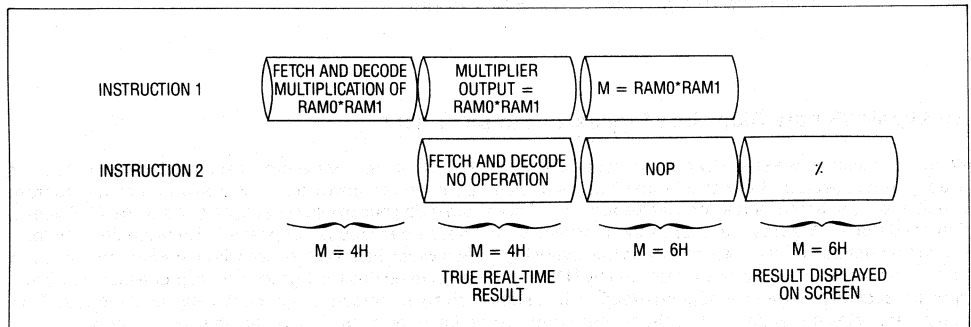 INSTRUCTION 1
FETCH AND DECODE
MULTIPLICATION OF
RAM0*RAM1
MULTIPLIER
OUTPUT =
RAM0*RAM1
M = RAM0*RAM1
INSTRUCTION 2
FETCH AND DECODE
NO OPERATION
NOP
⁒
M = 4H
M = 4H
M = 6H
M = 6H
TRUE REAL-TIME
RESULT
RESULT DISPLAYED
ON SCREEN